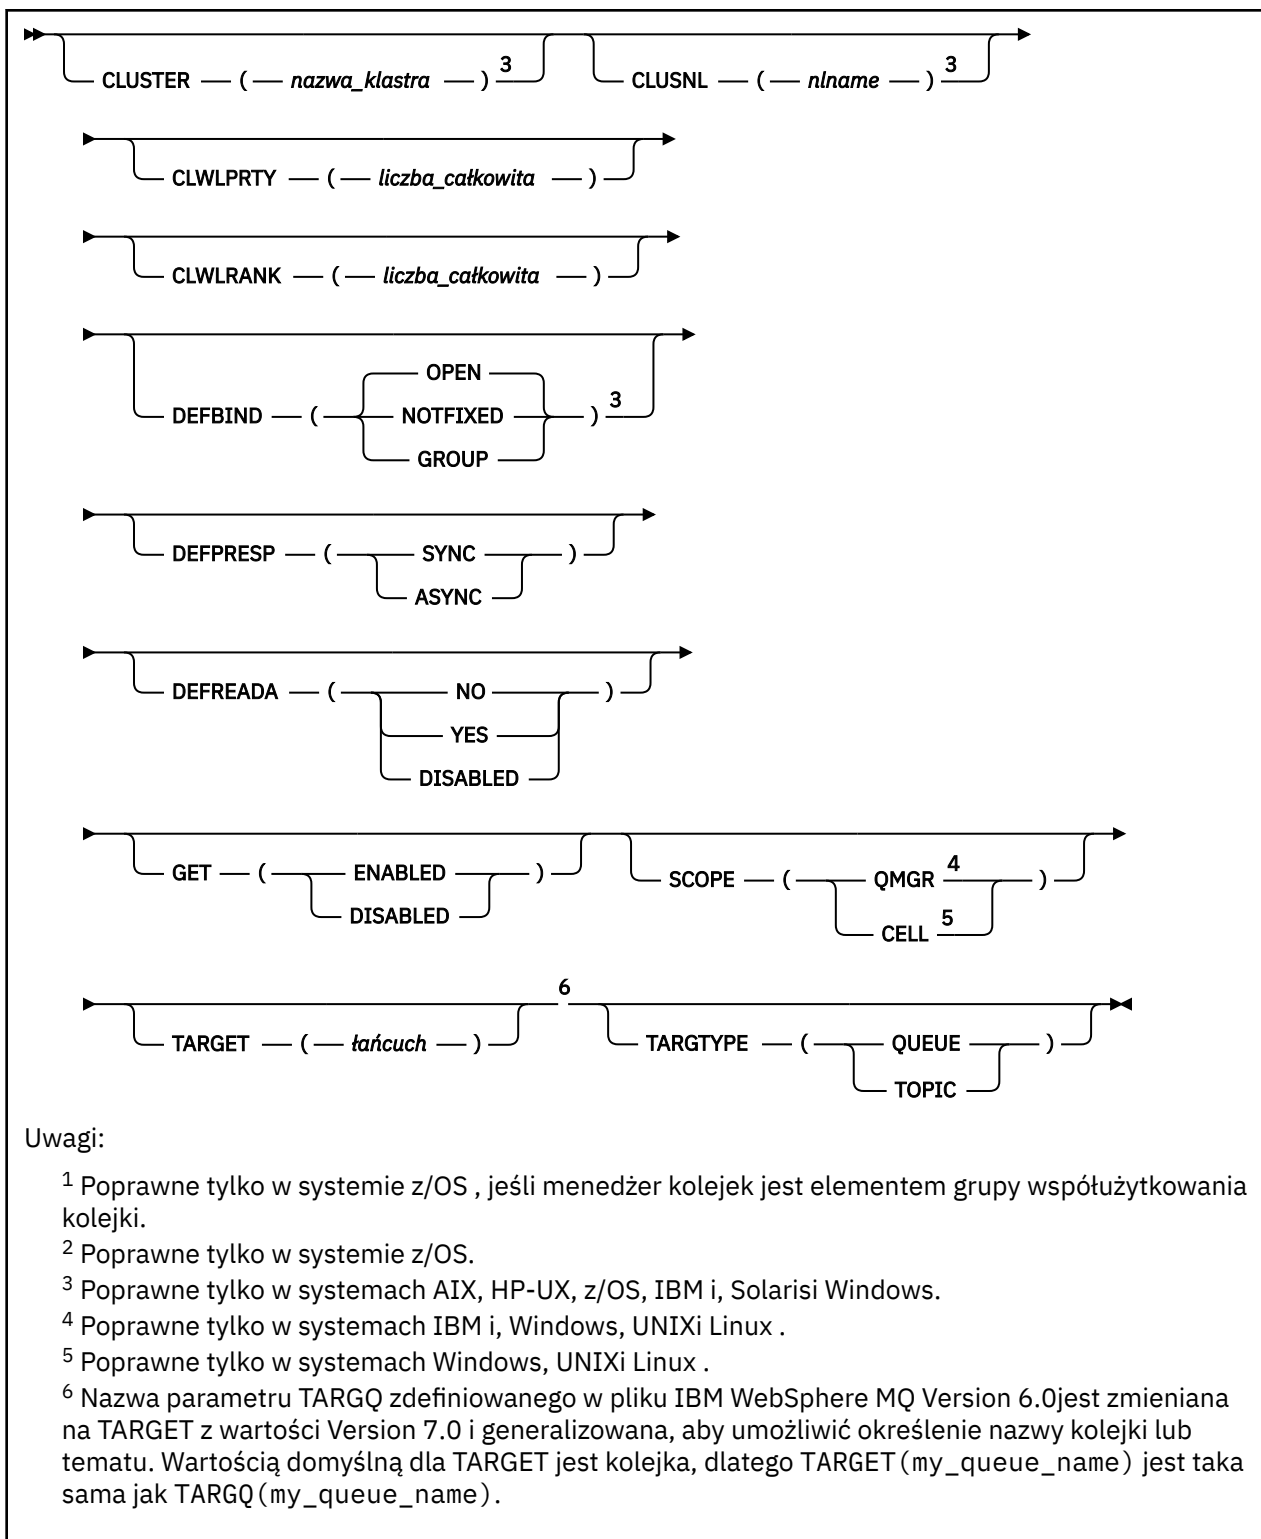 CLUSTER ( nazwa_klastra ) 3 CLUSNL ( nlname ) 3
CLWLPRTY ( liczba_całkowita )
CLWLRANK ( liczba_całkowita )
OPEN
DEFBIND ( NOTFIXED ) 3
GROUP
DEFPRESP ( SYNC )
ASYNC
DEFREADA ( NO )
YES
DISABLED
GET ( ENABLED ) SCOPE ( QMGR 4 )
DISABLED CELL 5
TARGET ( łańcuch ) 6 TARGTYPE ( QUEUE )
TOPIC
Uwagi:
1 Poprawne tylko w systemie z/OS , jeśli menedżer kolejek jest elementem grupy współużytkowania
kolejki.
2 Poprawne tylko w systemie z/OS.
3 Poprawne tylko w systemach AIX, HP-UX, z/OS, IBM i, Solarisi Windows.
4 Poprawne tylko w systemach IBM i, Windows, UNIXi Linux .
5 Poprawne tylko w systemach Windows, UNIXi Linux .
6 Nazwa parametru TARGQ zdefiniowanego w pliku IBM WebSphere MQ Version 6.0jest zmieniana
na TARGET z wartości Version 7.0 i generalizowana, aby umożliwić określenie nazwy kolejki lub
tematu. Wartością domyślną dla TARGET jest kolejka, dlatego TARGET(my_queue_name) jest taka
sama jak TARGQ(my_queue_name).